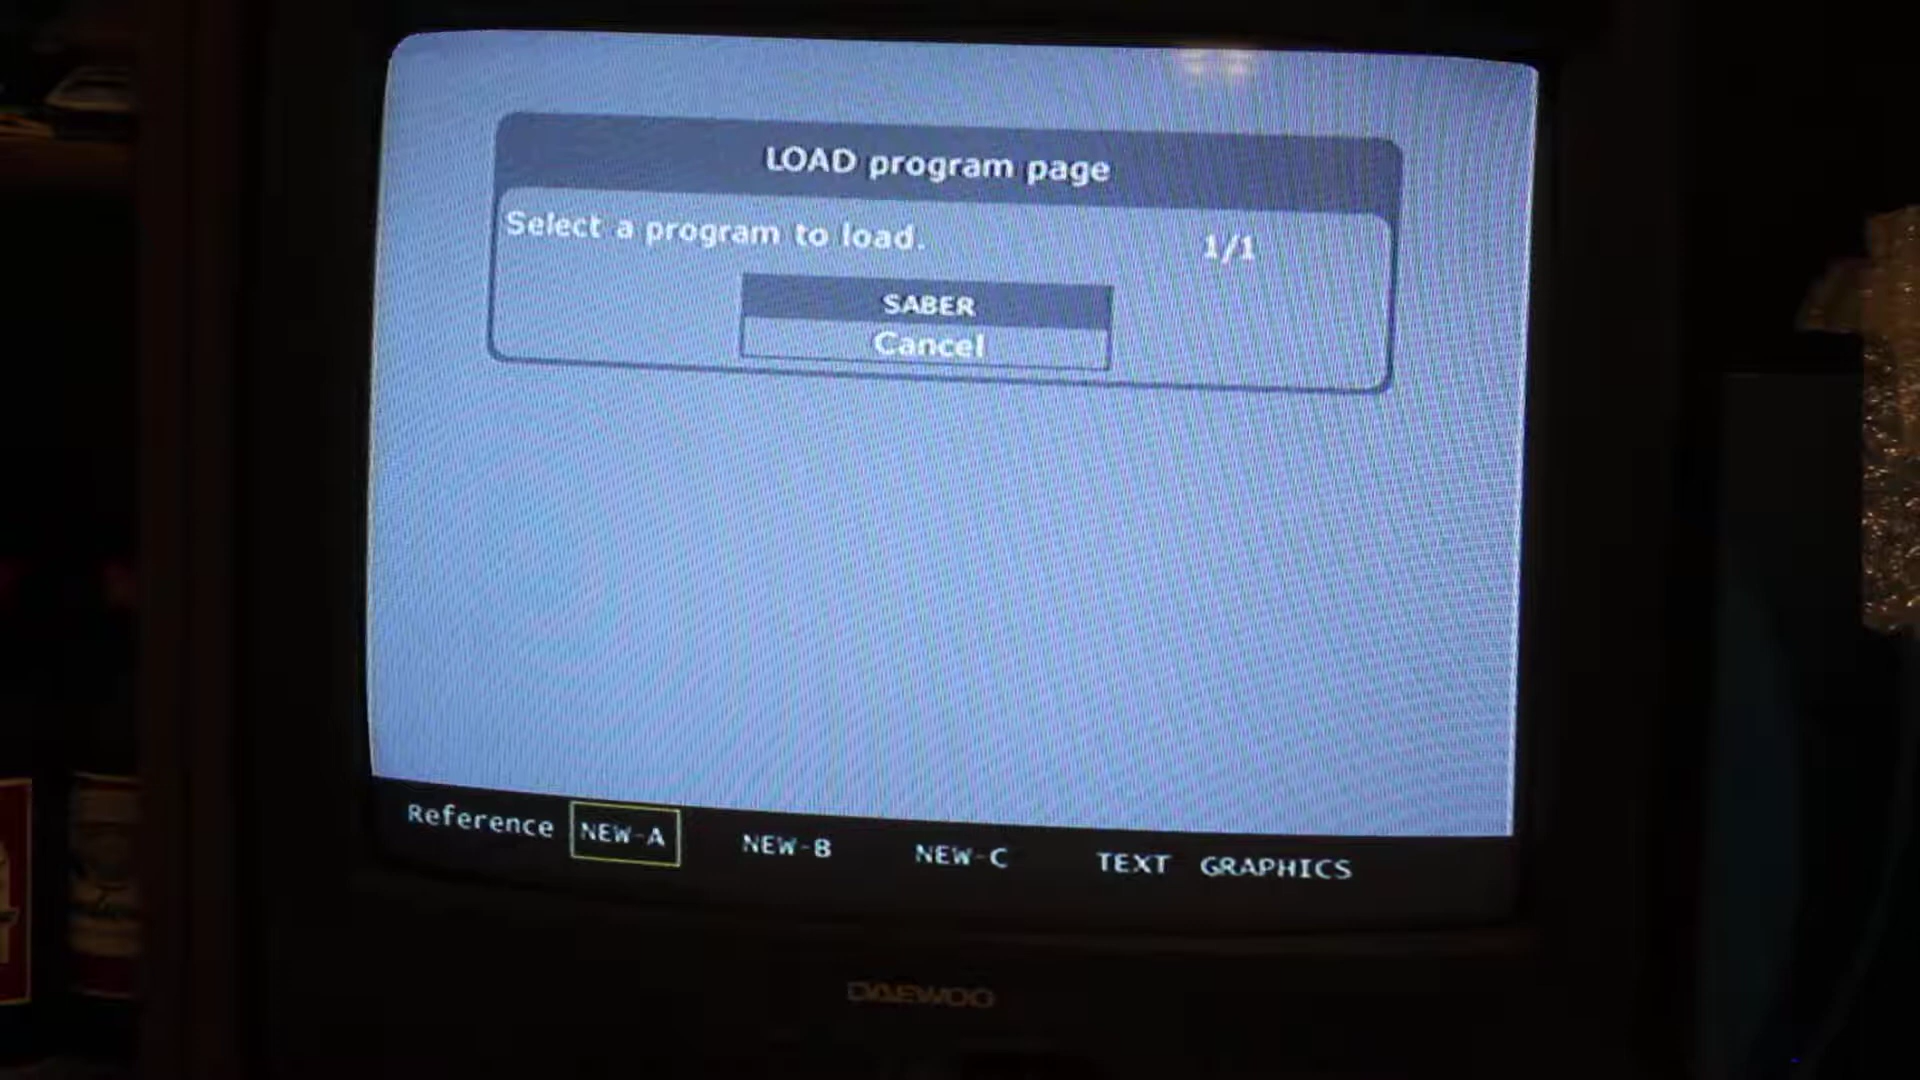 LOAD program page
Select a program to load. 1/1
SABER
Cancel
Reference NEW-A NEW-B NEW-C TEXT GRAPHICS
DAEWOO